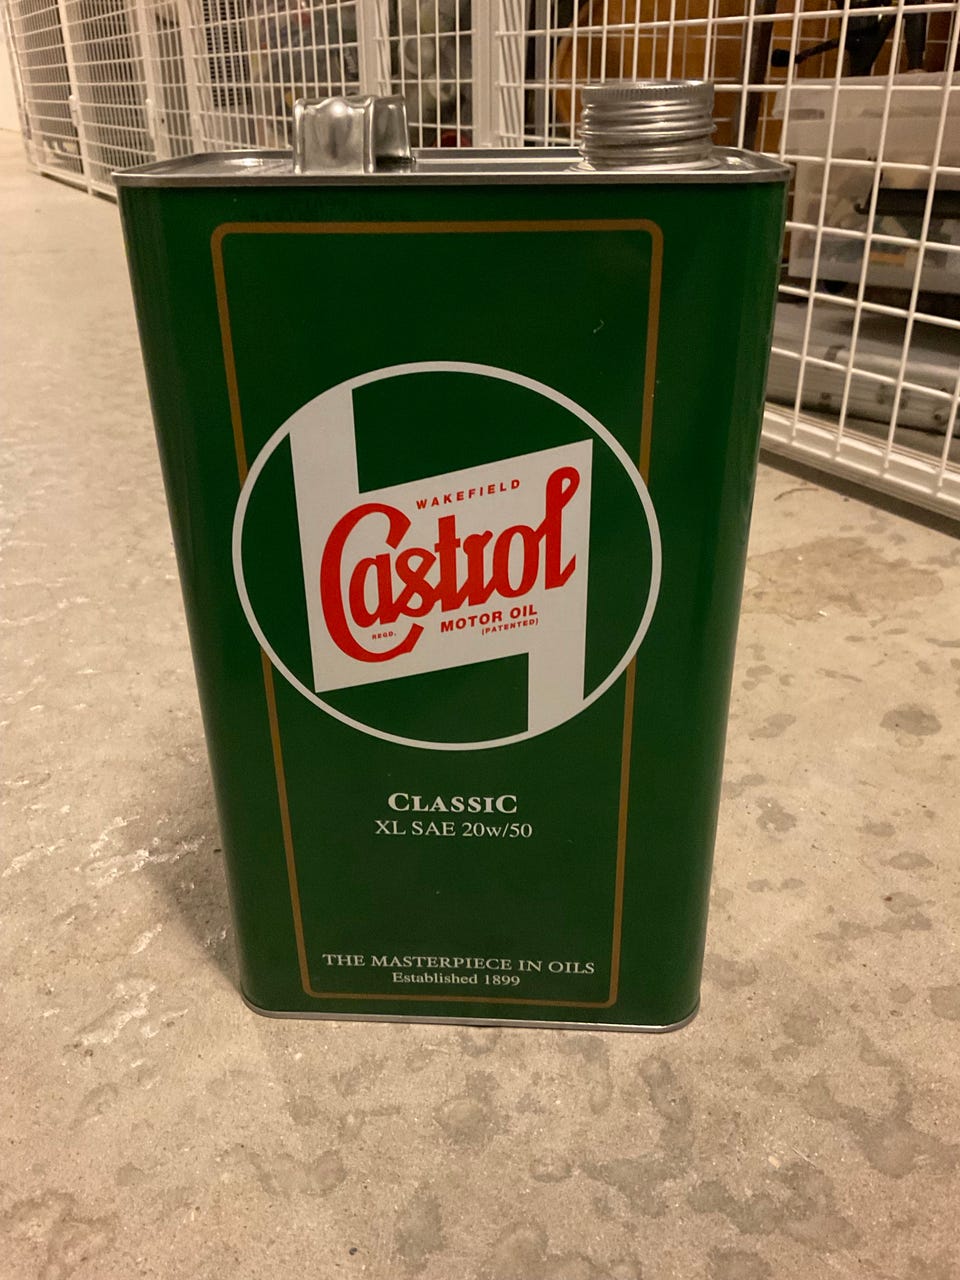 WAKEFIELD
Castrol
REGD.
MOTOR OIL
(PATENTED)
CLASSIC
XL SAE 20w/50
THE MASTERPIECE IN OILS
Established 1899